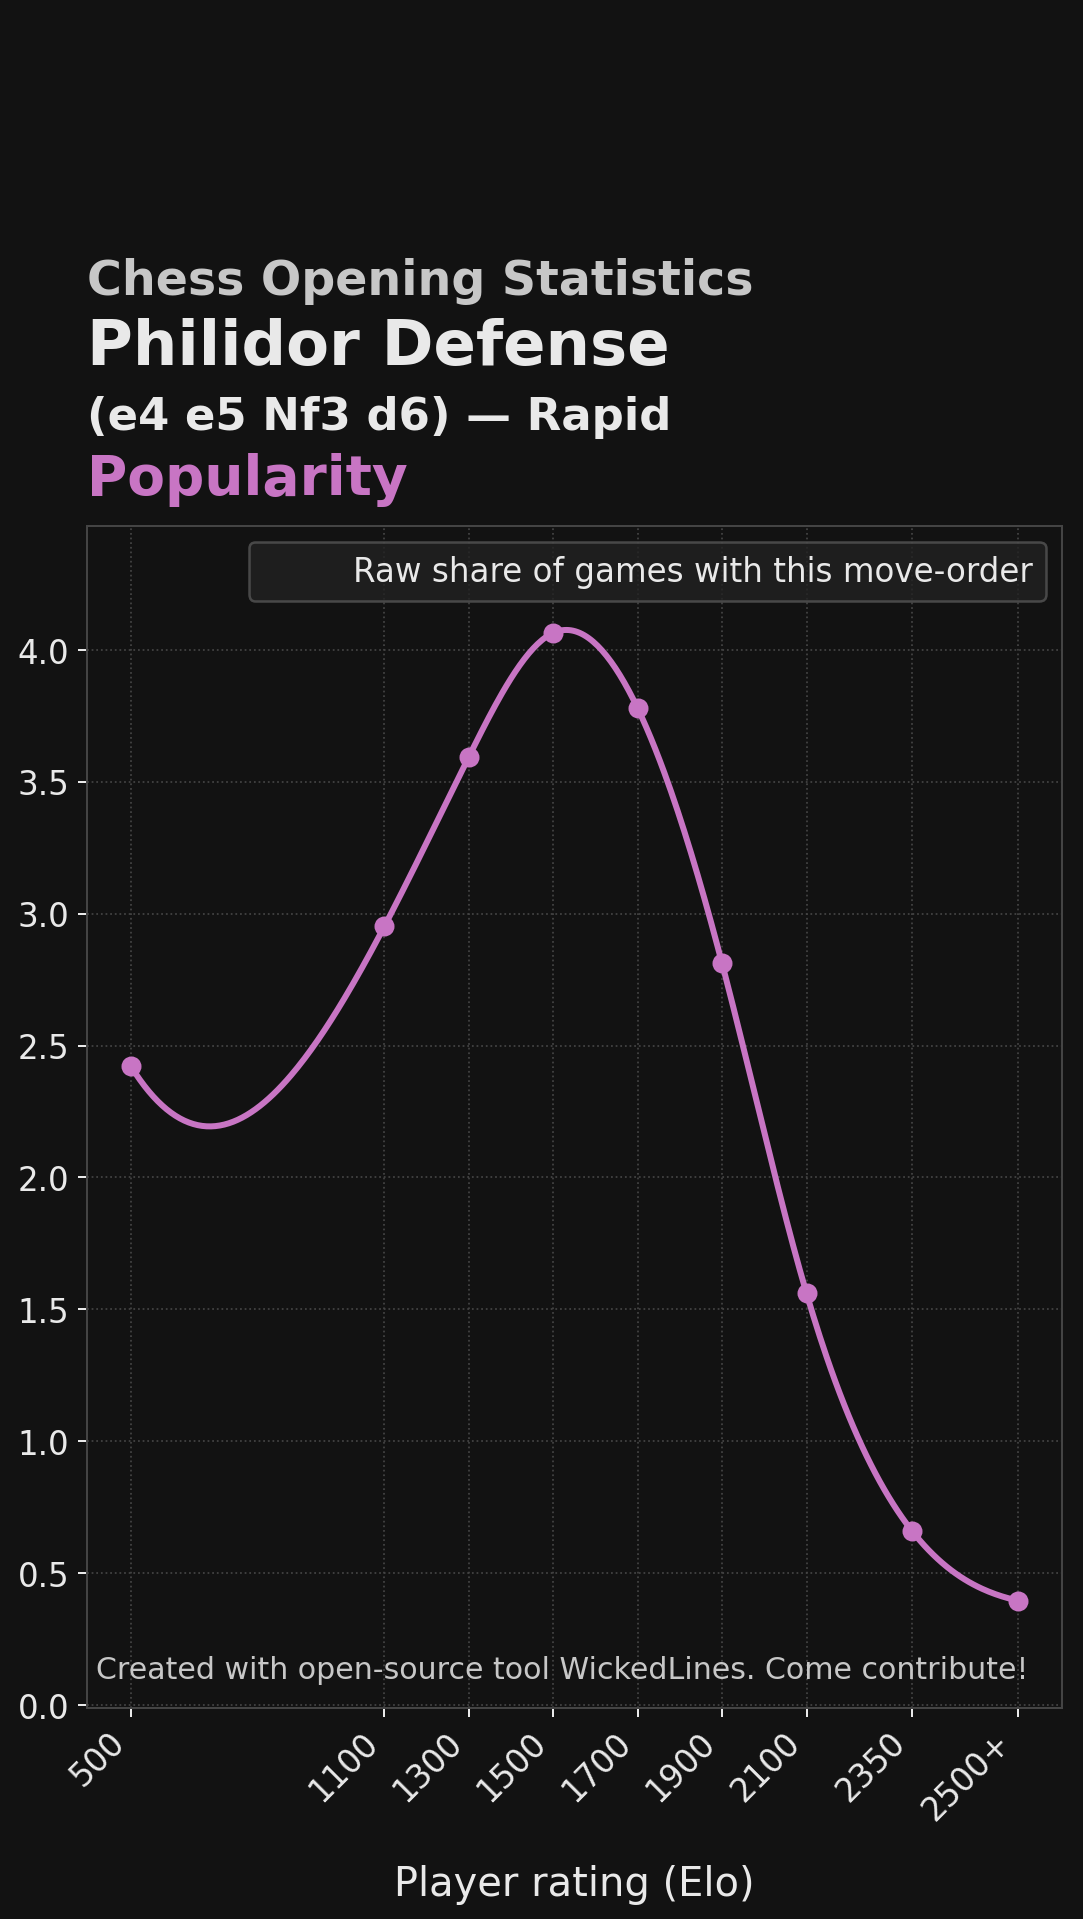 Chess Opening Statistics
Philidor Defense
(e4 e5 Nf3 d6) — Rapid
Popularity
Raw share of games with this move-order
4.0
3.5
3.0
2.5
2.0
1.5
1.0
0.5
Created with open-source tool WickedLines. Come contribute!
0.0
500
1100
1300
1500
1700
1900
2100
2350
2500+
Player rating (Elo)